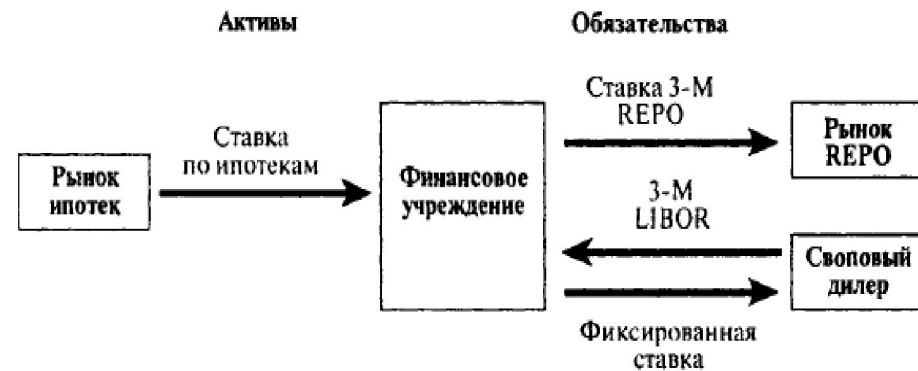 Активы
Обязательства
Ставка
по ипотекам
Рынок
ипотек
Финансовое
учреждение
Ставка 3-М
REPO
Рынок
REPO
3-М
LIBOR
Своповый
дилер
Фиксированная
ставка